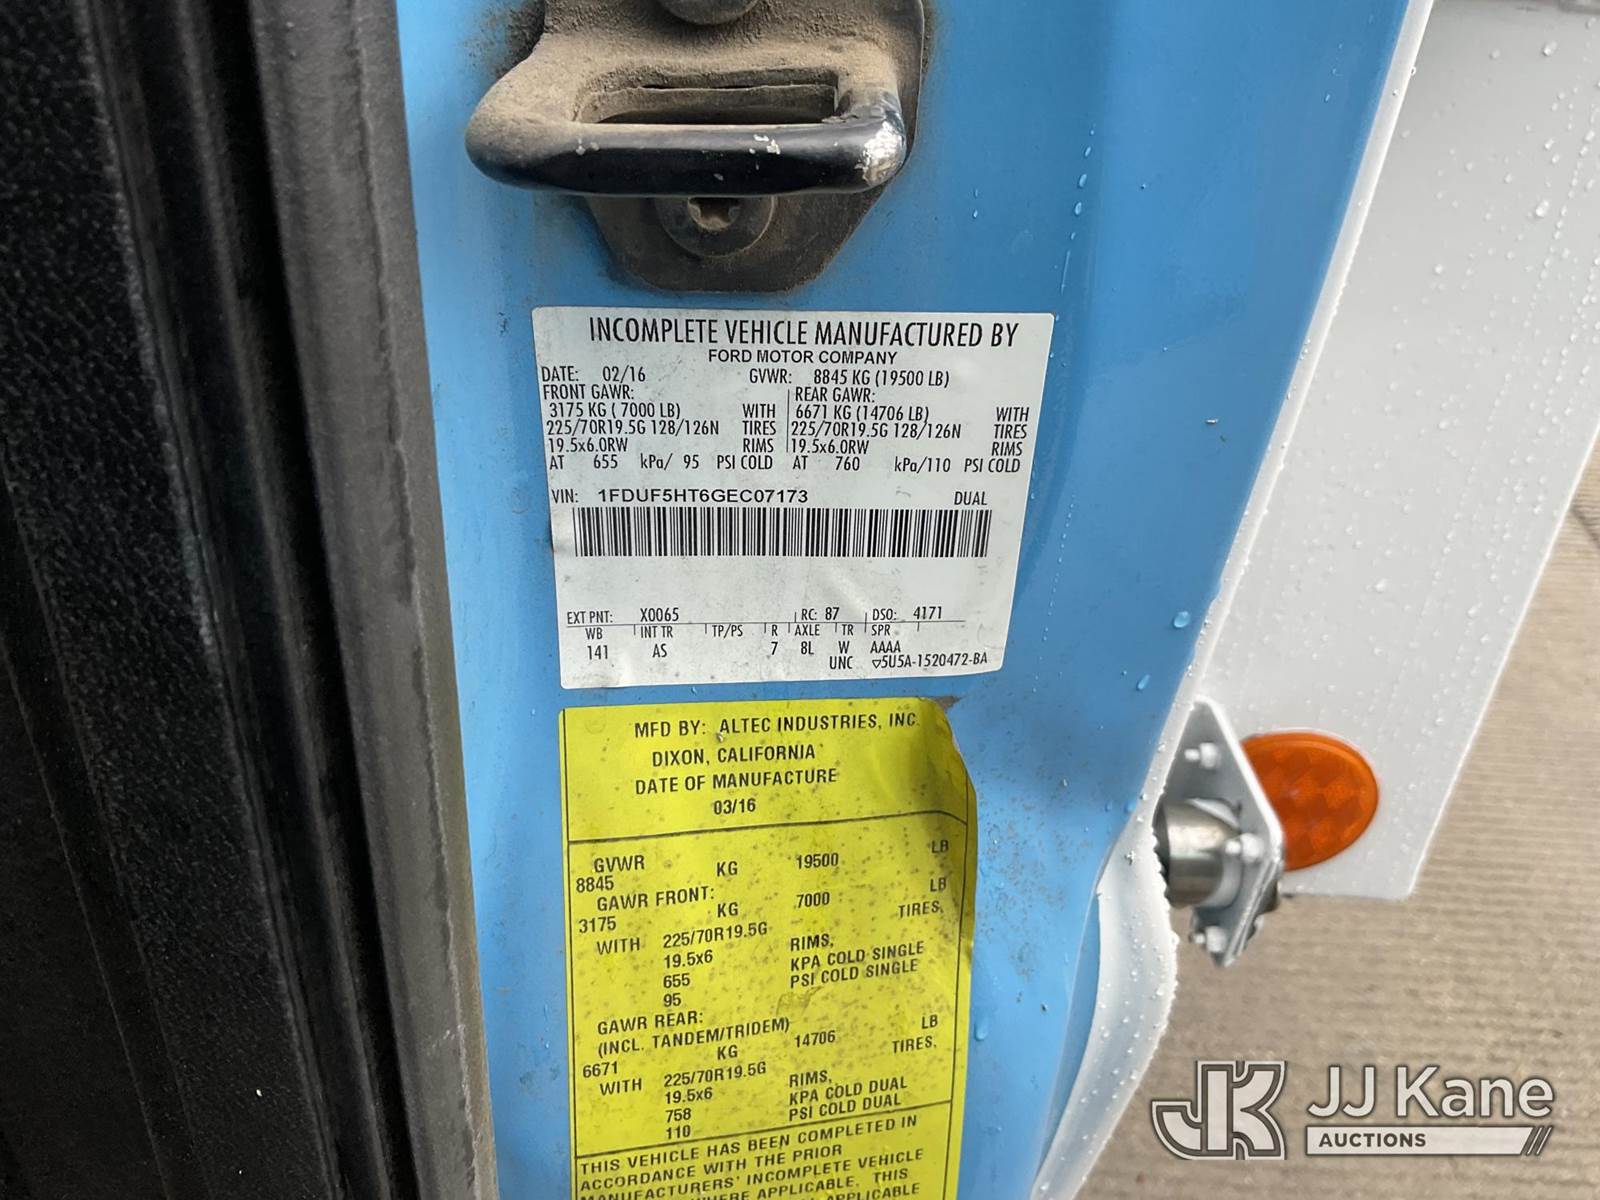 INCOMPLETE VEHICLE MANUFACTURED BY
FORD MOTOR COMPANY
DATE: 02/16 GVWR: 8845 KG (19500 LB)
FRONT GAWR: REAR GAWR:
3175 KG ( 7000 LB) WITH 6671 KG (14706 LB) WITH
225/70R19.5G 128/126N TIRES 225/70R19.5G 128/126N TIRES
19.5x6.0RW RIMS 19.5x6.0RW RIMS
AT 655 kPa/ 95 PSI COLD AT 760 kPa/110 PSI COLD
VIN: 1FDUF5HT6GEC07173 DUAL
EXT PNT: X0065 RC: 87 DSO: 4171
WB INT TR TP/PS R AXLE TR SPR
141 AS 7 8L W AAAA
UNC ▽5U5A-1520472-BA
MFD BY: ALTEC INDUSTRIES, INC.
DIXON, CALIFORNIA
DATE OF MANUFACTURE
03/16
GVWR KG 19500 LB
8845
GAWR FRONT: KG 7000 LB
3175
WITH 225/70R19.5G TIRES,
19.5x6 RIMS,
655 KPA COLD SINGLE
95 PSI COLD SINGLE
GAWR REAR:
(INCL. TANDEM/TRIDEM)
6671 KG 14706 LB
WITH 225/70R19.5G TIRES,
19.5x6 RIMS,
758 KPA COLD DUAL
110 PSI COLD DUAL
THIS VEHICLE HAS BEEN COMPLETED IN
ACCORDANCE WITH THE PRIOR
MANUFACTURERS' INCOMPLETE VEHICLE
WHERE APPLICABLE. THIS
APPLICABLE
JK JJ Kane
AUCTIONS